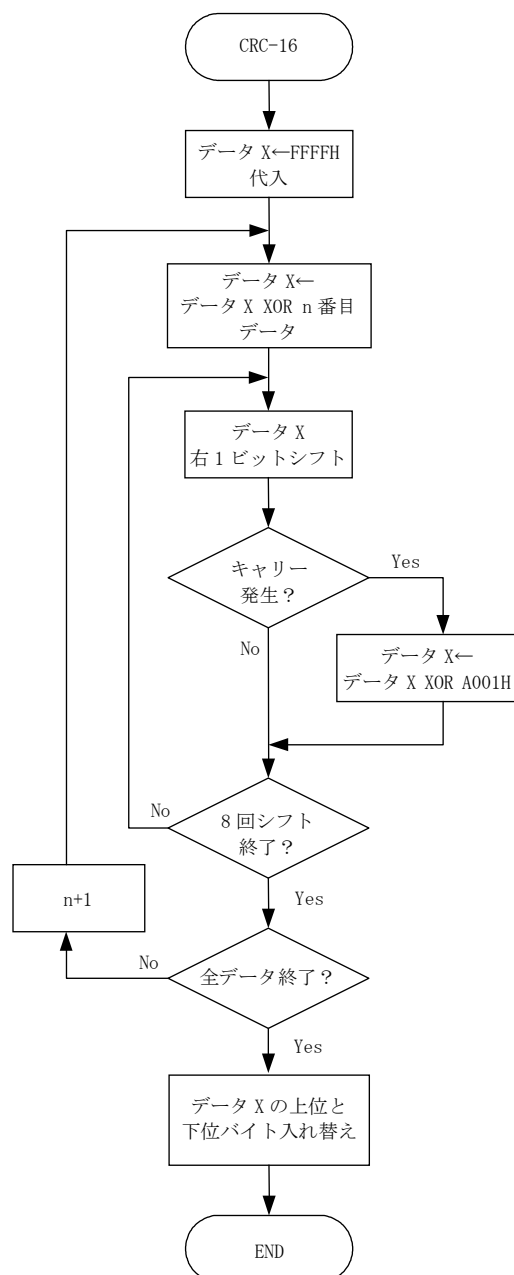 CRC-16
データ X←FFFFH
代入
データ X←
データ X XOR n 番目
データ
データ X
右 1 ビットシフト
キャリー
発生？
Yes
No
データ X←
データ X XOR A001H
No
8 回シフト
終了？
Yes
n+1
No
全データ終了？
Yes
データ X の上位と
下位バイト入れ替え
END